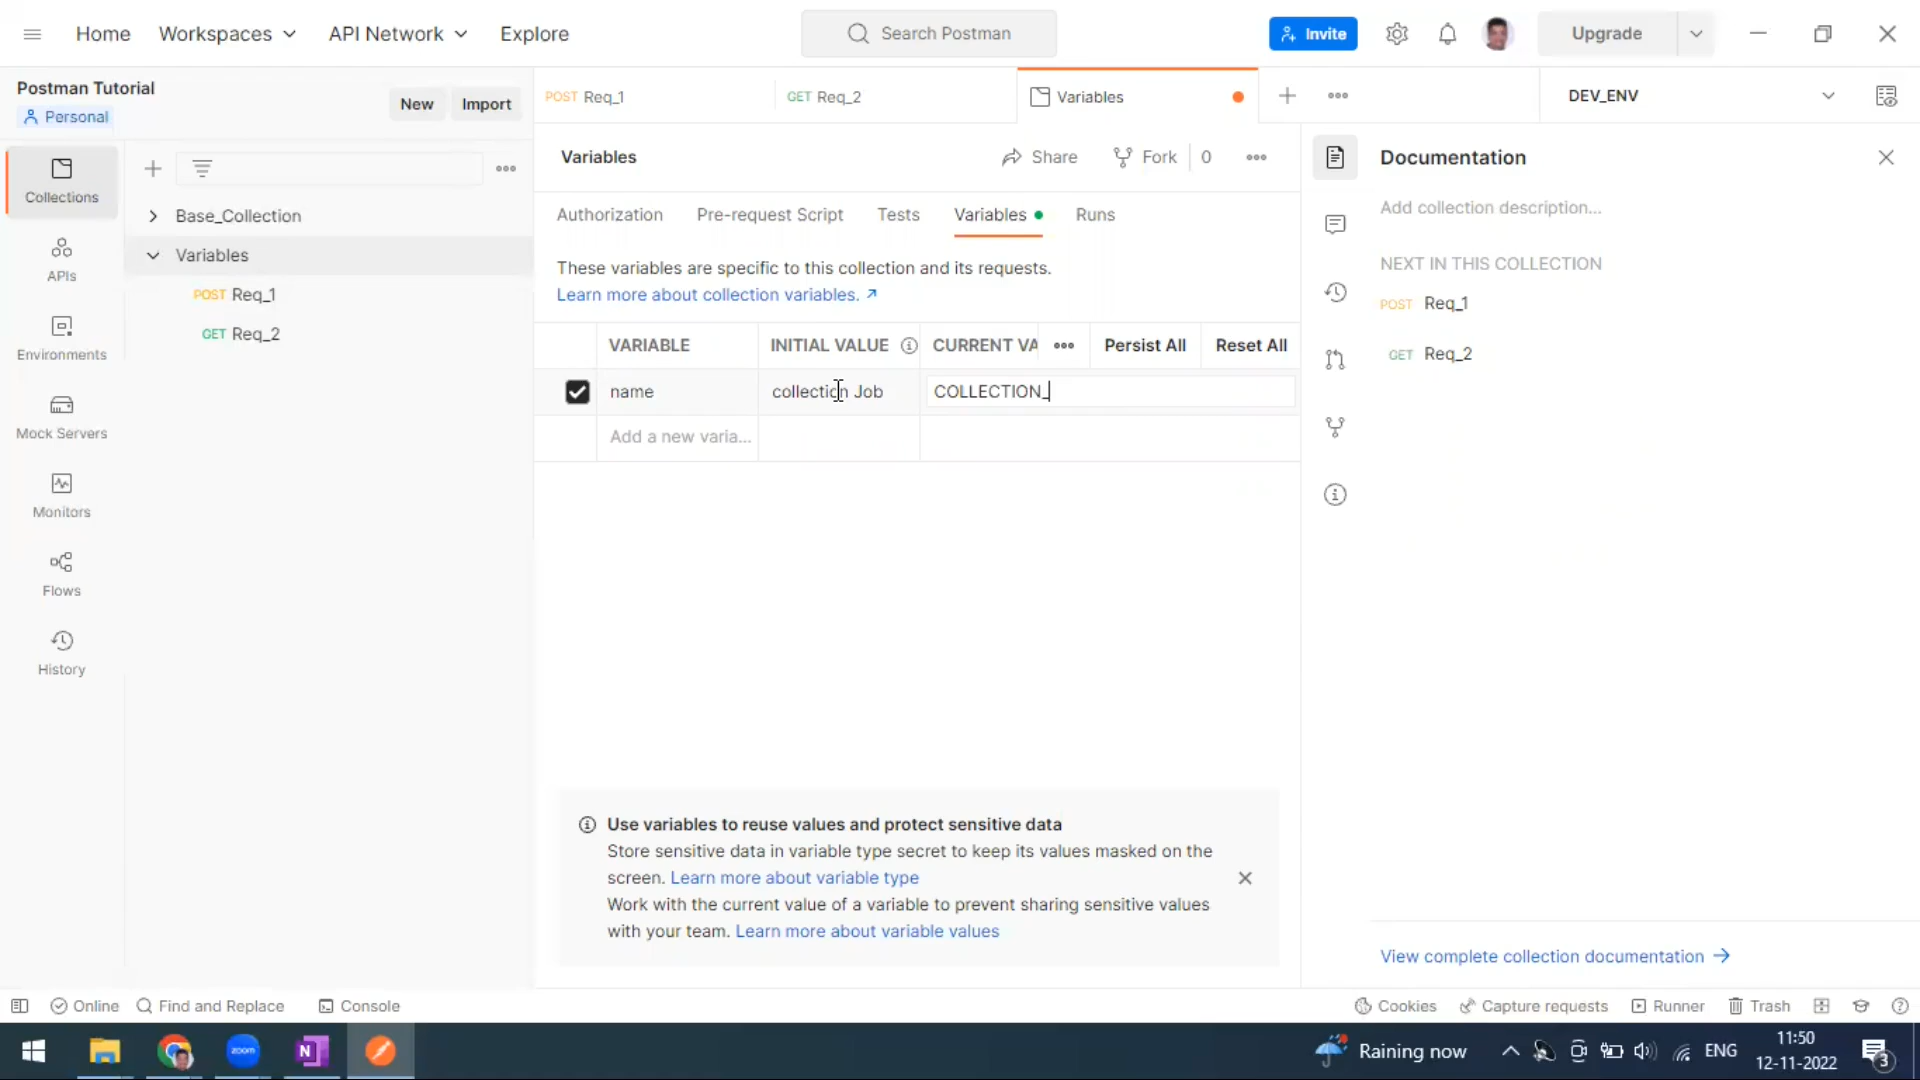 Home
Workspaces
API Network
Explore
Search Postman
Invite
Upgrade
Postman Tutorial
Personal
New
Import
POST Req_1
GET Req_2
Variables
DEV_ENV
Collections
APIs
Environments
Mock Servers
Monitors
Flows
History
Base_Collection
Variables
POST Req_1
GET Req_2
Variables
Share
Fork
0
Authorization
Pre-request Script
Tests
Variables
Runs
These variables are specific to this collection and its requests.
Learn more about collection variables.
VARIABLE
INITIAL VALUE
CURRENT VA
Persist All
Reset All
name
collection Job
COLLECTION_
Add a new varia...
Use variables to reuse values and protect sensitive data
Store sensitive data in variable type secret to keep its values masked on the
screen. Learn more about variable type
Work with the current value of a variable to prevent sharing sensitive values
with your team. Learn more about variable values
Documentation
Add collection description...
NEXT IN THIS COLLECTION
POST Req_1
GET Req_2
View complete collection documentation
Online
Find and Replace
Console
Cookies
Capture requests
Runner
Trash
zoom
N
Raining now
ENG
11:50
12-11-2022
3